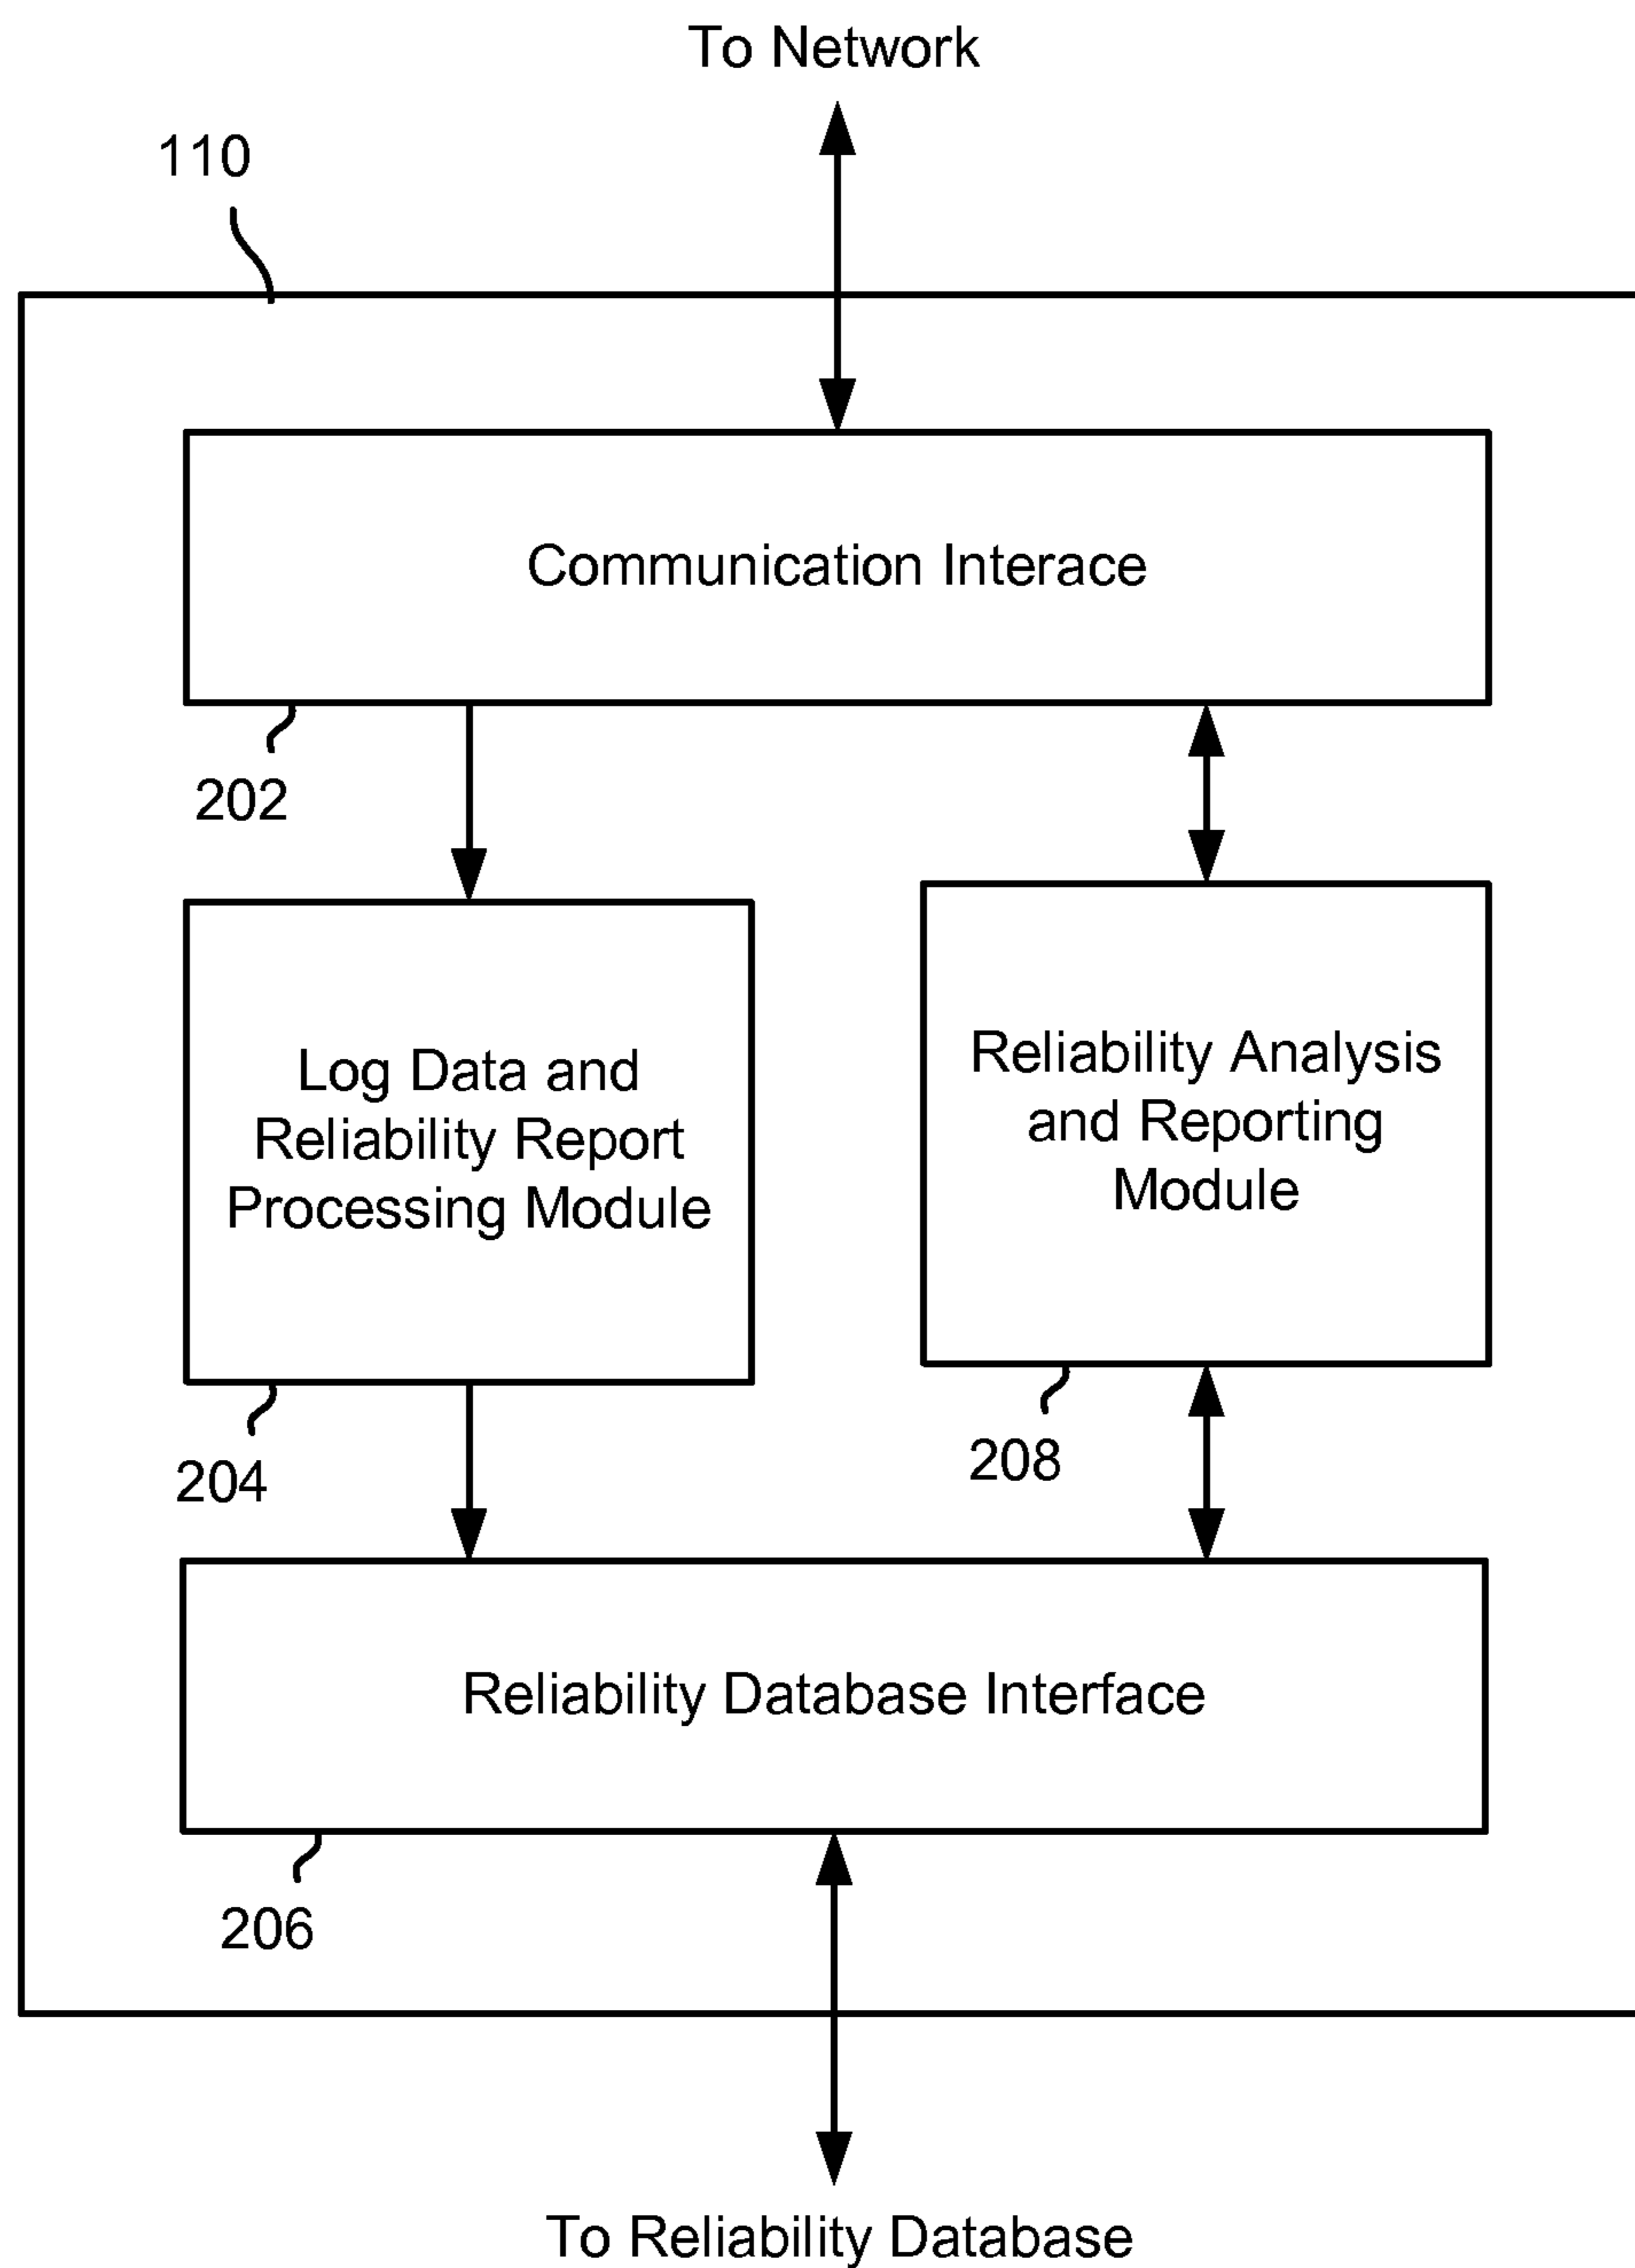 To Network
110
Communication Interace
202
Log Data and
Reliability Report
Processing Module
204
Reliability Analysis
and Reporting
Module
208
Reliability Database Interface
206
To Reliability Database